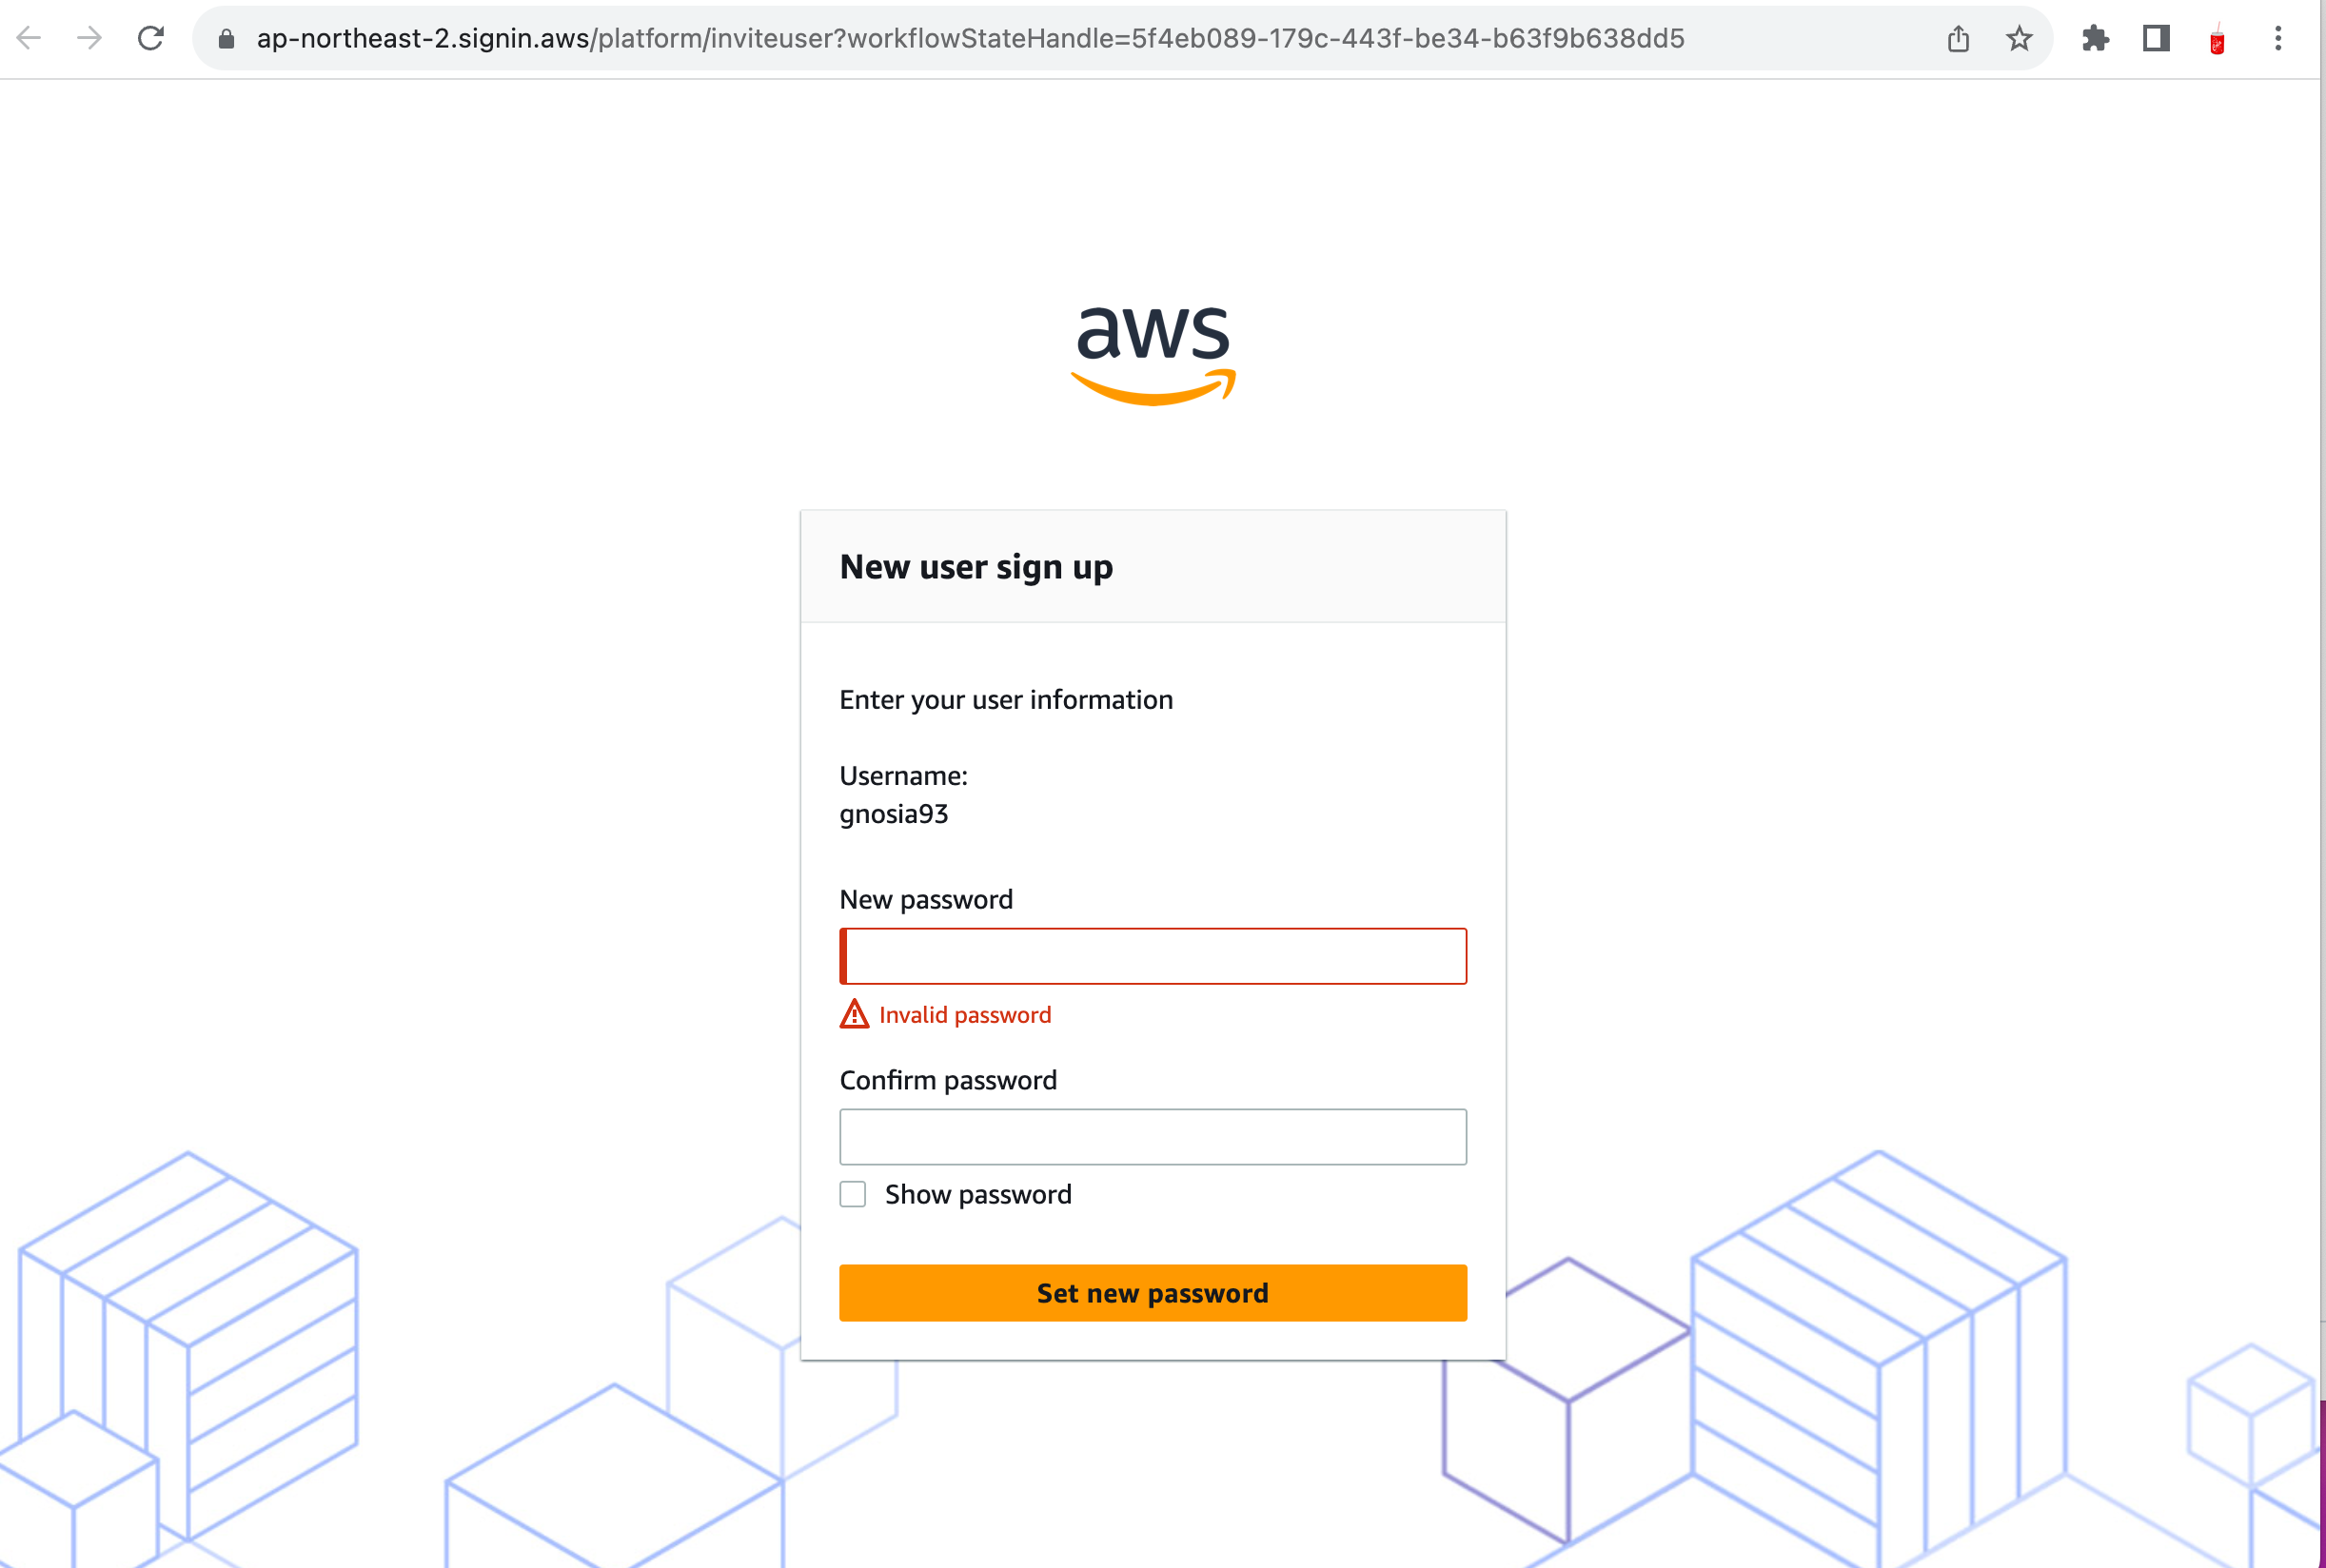 ap-northeast-2.signin.aws/platform/inviteuser?workflowStateHandle=5f4eb089-179c-443f-be34-b63f9b638dd5
aws
New user sign up
Enter your user information
Username:
gnosia93
New password
Invalid password
Confirm password
Show password
Set new password